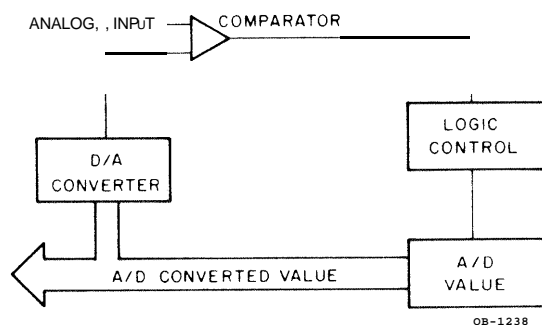 ANALOG, , INPuT
COMPARATOR
LOGIC
CONTROL
D/A
CONVERTER
A/D CONVERTED VALUE
A/D
VALUE
OB-1238